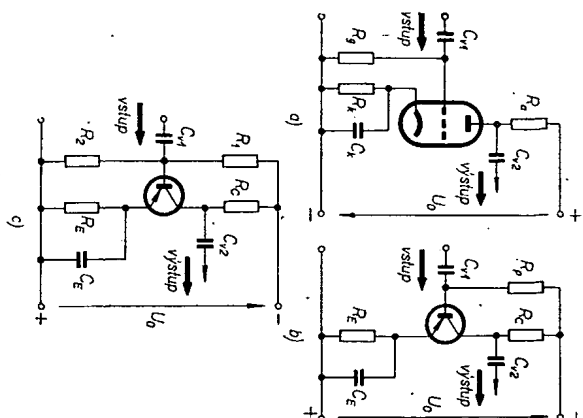 C_v1
vstup
R_g
R_k
C_k
R_a
C_v2
výstup
U_0
+
-
a)
C_v1
vstup
R_C
R_E
C_E
C_v2
výstup
U_0
+
-
b)
C_v1
vstup
R_1
R_2
R_C
R_E
C_E
C_v2
výstup
U_0
-
+
c)